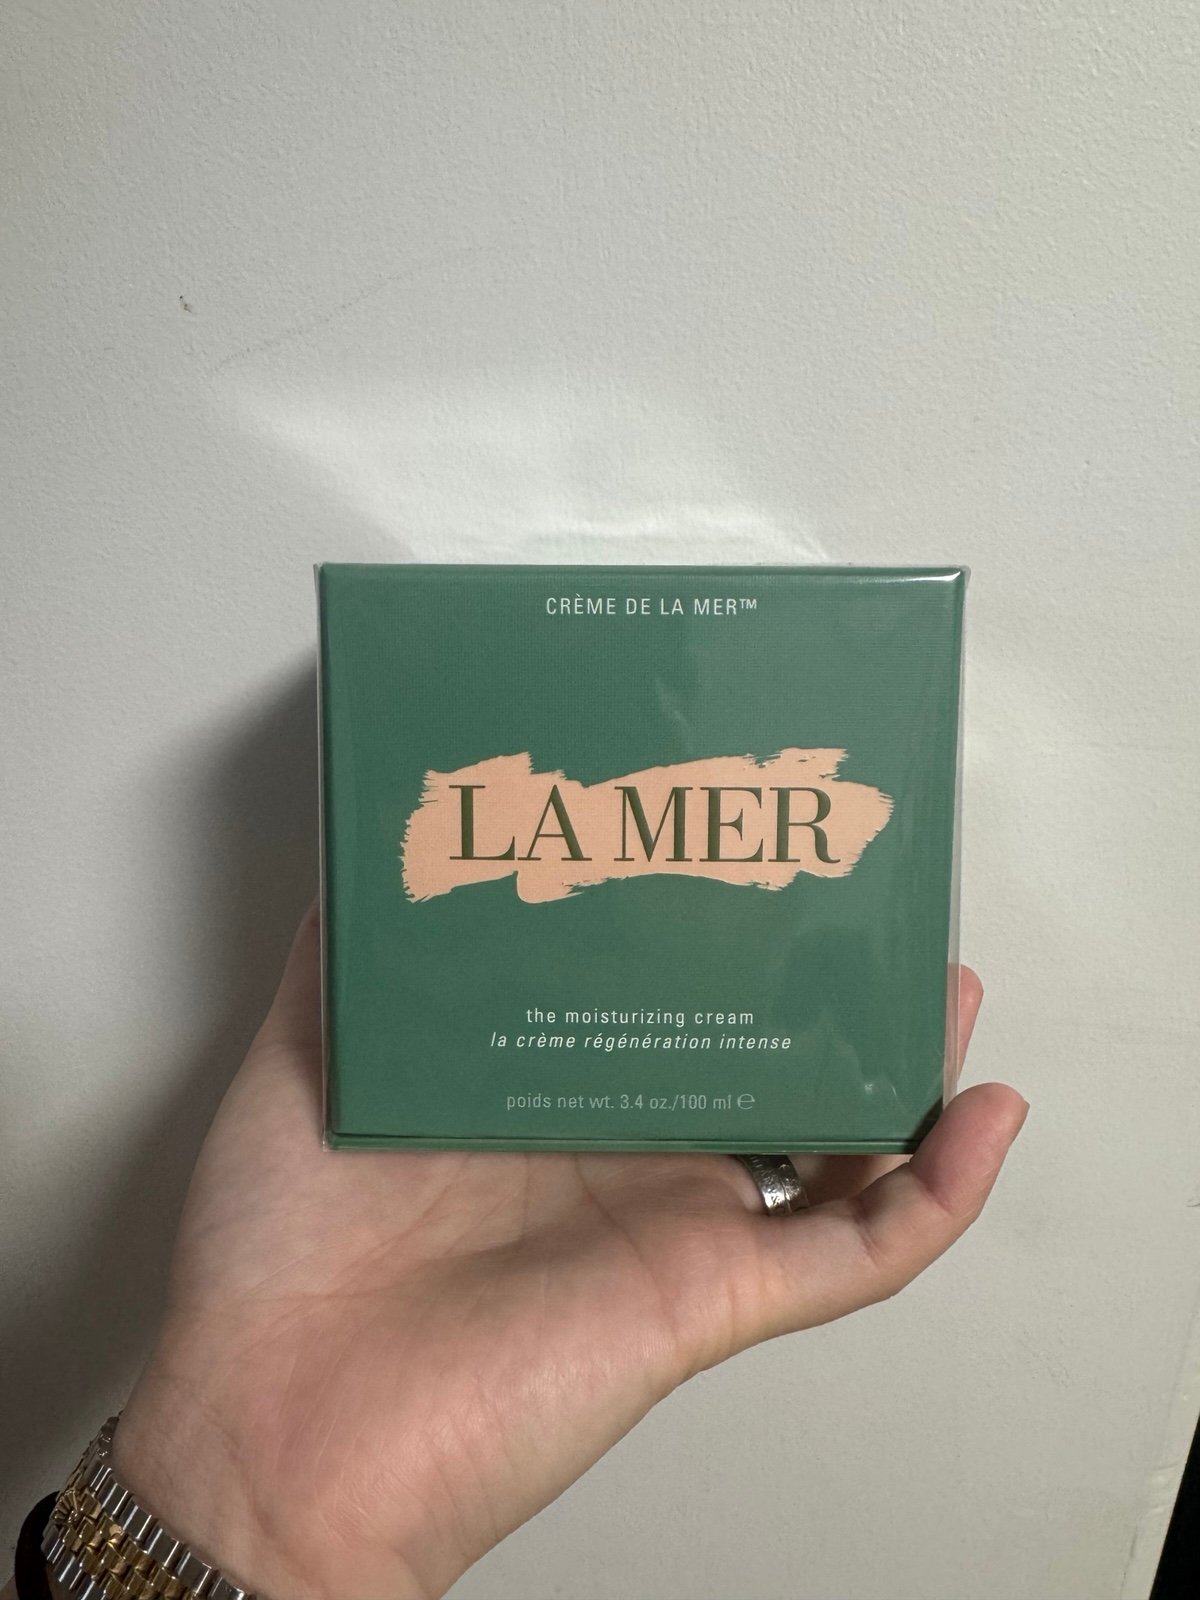 CRÈME DE LA MER™
LA MER
the moisturizing cream
la crème régénération intense
poids net wt. 3.4 oz./100 ml ℮